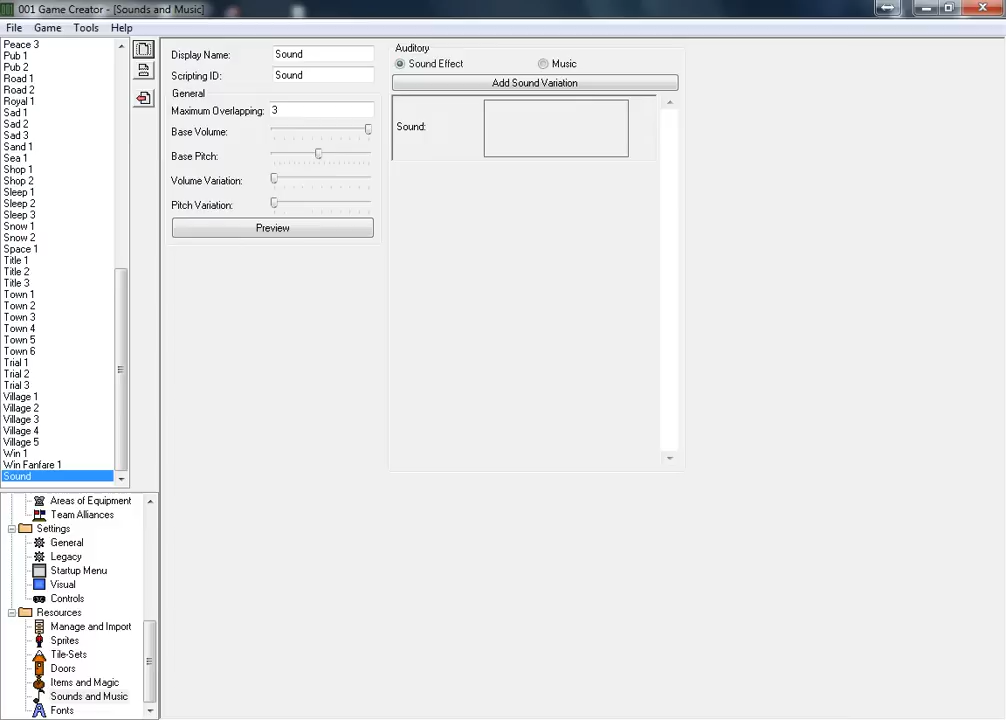 001 Game Creator - [Sounds and Music]
File Game Tools Help
Peace 3
Pub 1
Pub 2
Road 1
Road 2
Royal 1
Sad 1
Sad 2
Sad 3
Sand 1
Sea 1
Shop 1
Shop 2
Sleep 1
Sleep 2
Sleep 3
Snow 1
Snow 2
Space 1
Title 1
Title 2
Title 3
Town 1
Town 2
Town 3
Town 4
Town 5
Town 6
Trial 1
Trial 2
Trial 3
Village 1
Village 2
Village 3
Village 4
Village 5
Win 1
Win Fanfare 1
Sound
Areas of Equipment
Team Alliances
Settings
General
Legacy
Startup Menu
Visual
Controls
Resources
Manage and Import
Sprites
Tile-Sets
Doors
Items and Magic
Sounds and Music
Fonts
Display Name: Sound
Scripting ID: Sound
General
Maximum Overlapping: 3
Base Volume:
Base Pitch:
Volume Variation:
Pitch Variation:
Preview
Auditory
Sound Effect Music
Add Sound Variation
Sound: